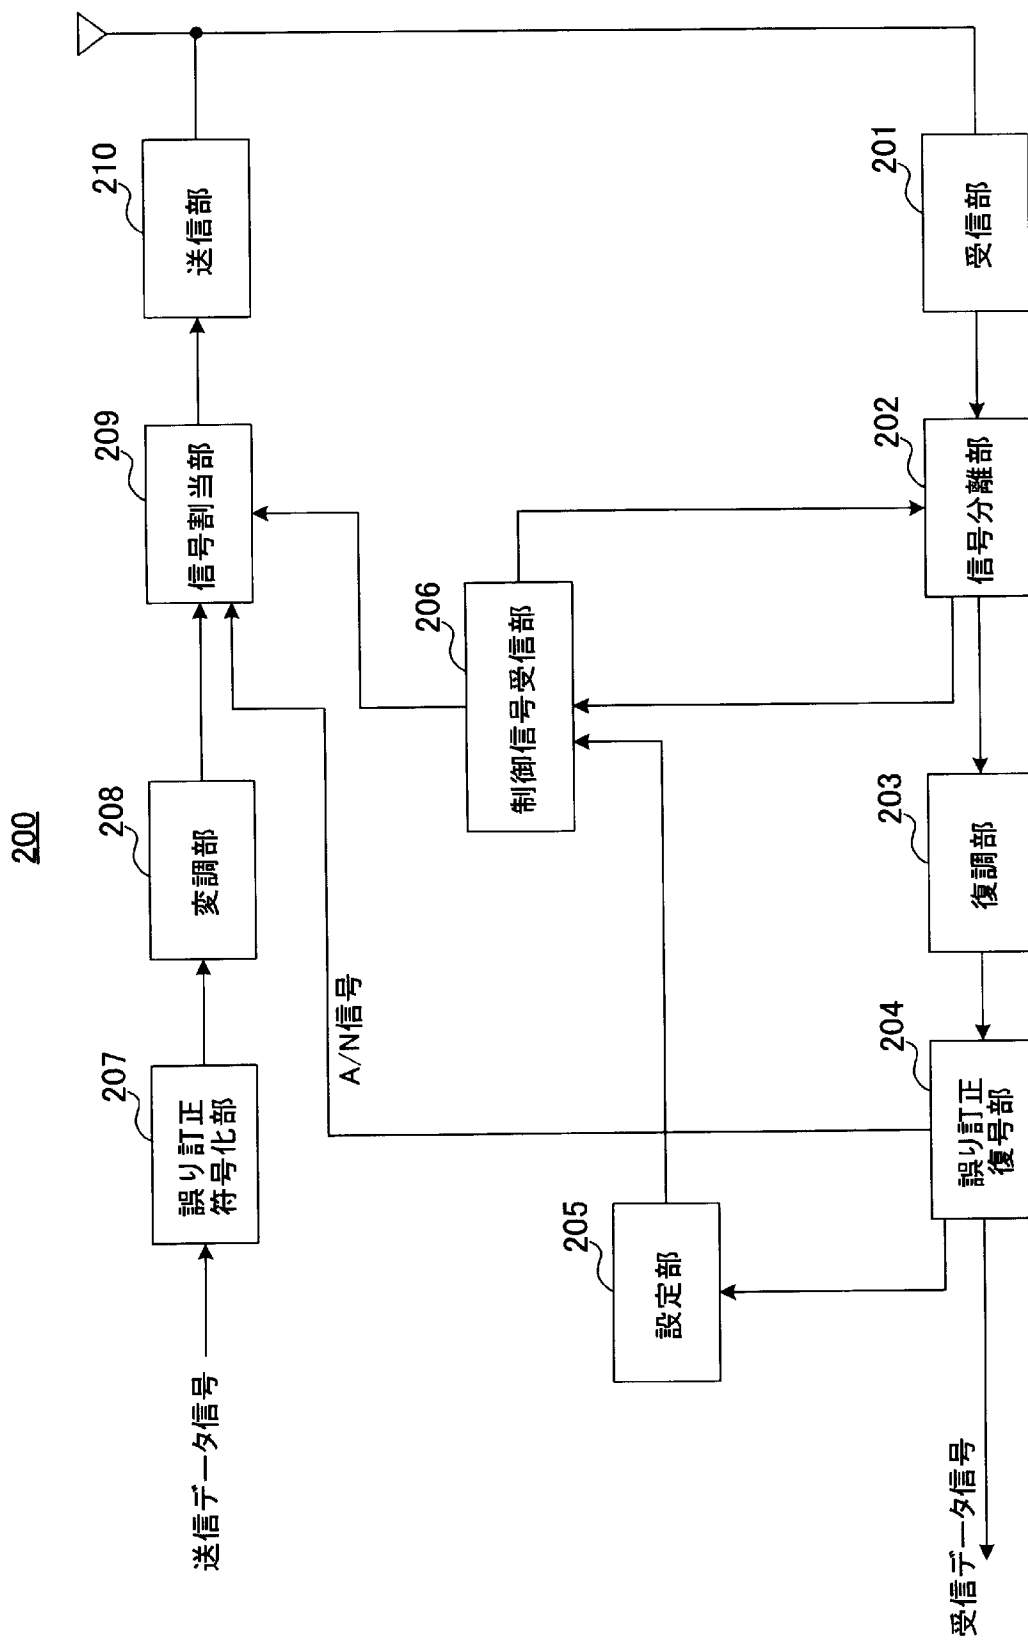 200
送信データ信号
207
誤り訂正
符号化部
208
変調部
209
信号割当部
210
送信部
A/N信号
206
制御信号受信部
205
設定部
受信データ信号
204
誤り訂正
復号部
203
復調部
202
信号分離部
201
受信部